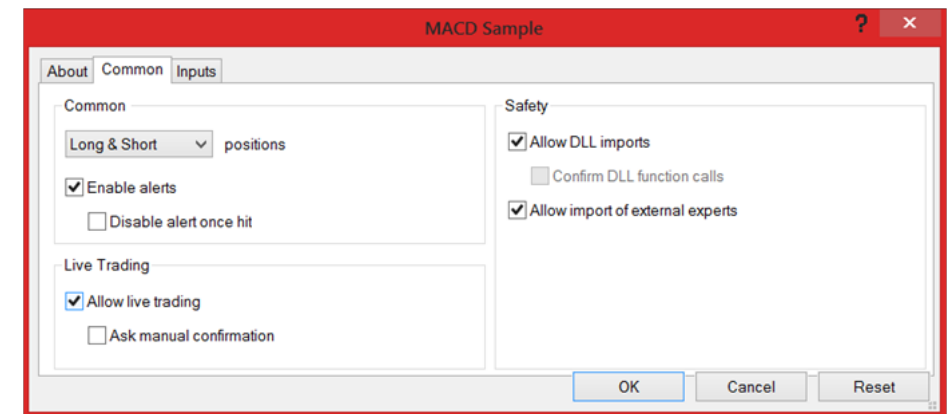 MACD Sample
?
×
About Common Inputs
Common
Long & Short positions
Enable alerts
Disable alert once hit
Live Trading
Allow live trading
Ask manual confirmation
Safety
Allow DLL imports
Confirm DLL function calls
Allow import of external experts
OK Cancel Reset